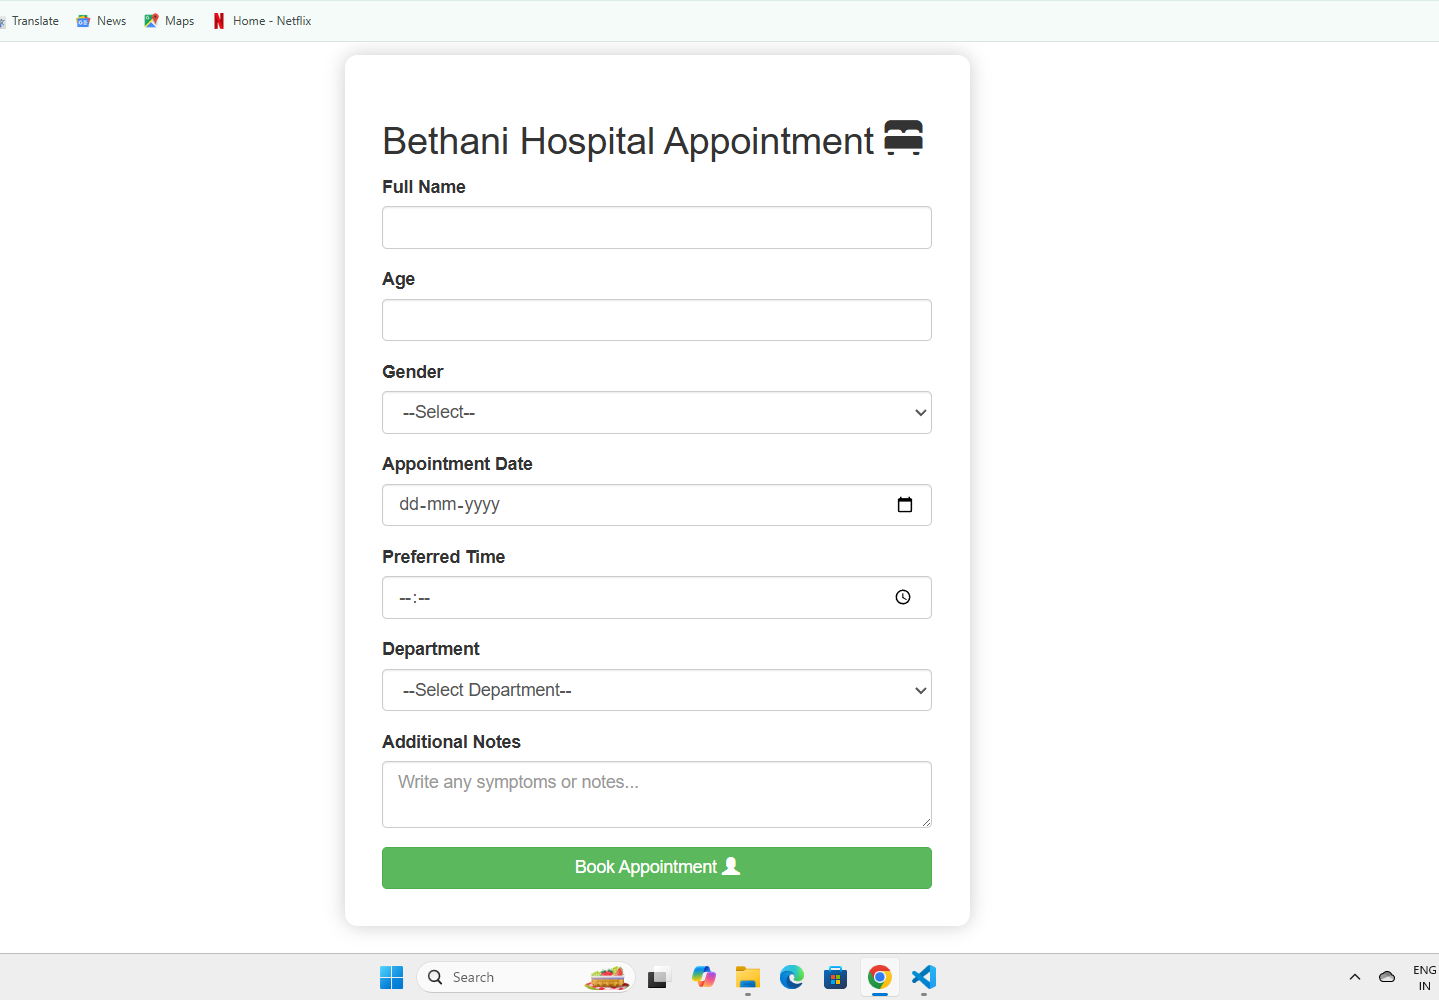 Translate News Maps Home - Netflix
Bethani Hospital Appointment
Full Name
Age
Gender
--Select--
Appointment Date
dd-mm-yyyy
Preferred Time
--:--
Department
--Select Department--
Additional Notes
Write any symptoms or notes...
Book Appointment
Search
ENG
IN